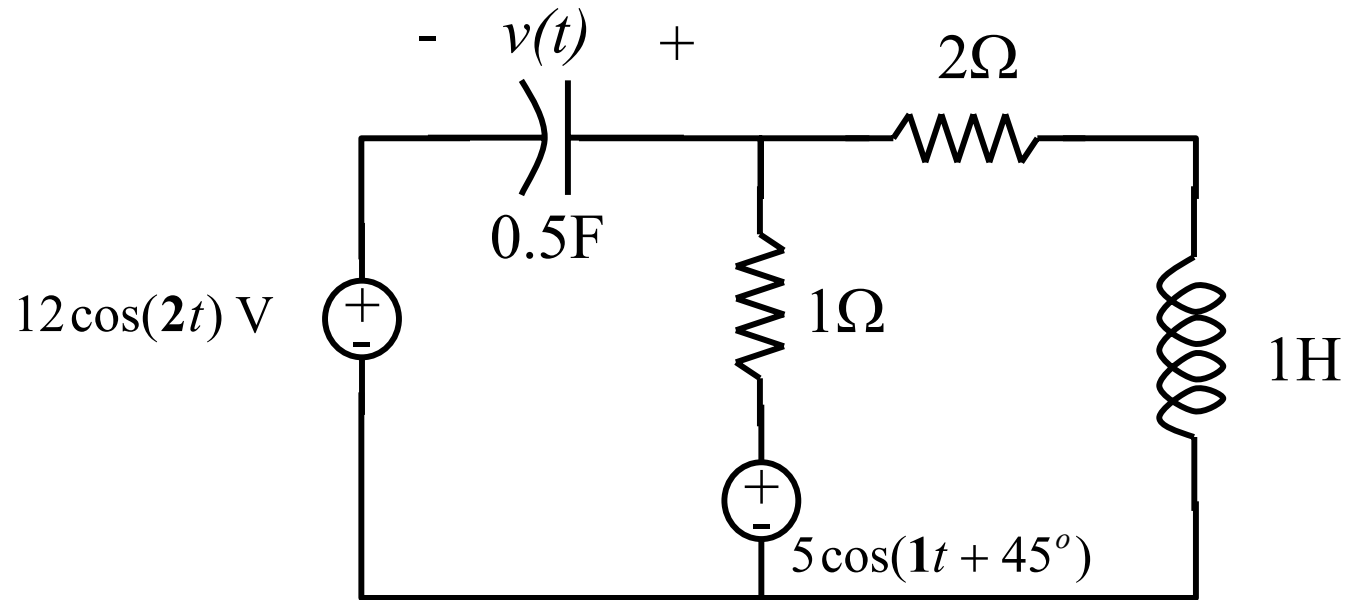 - v(t) +
2Ω
0.5F
12cos(2t) V
+
-
1Ω
1H
+
-
5cos(1t + 45°)